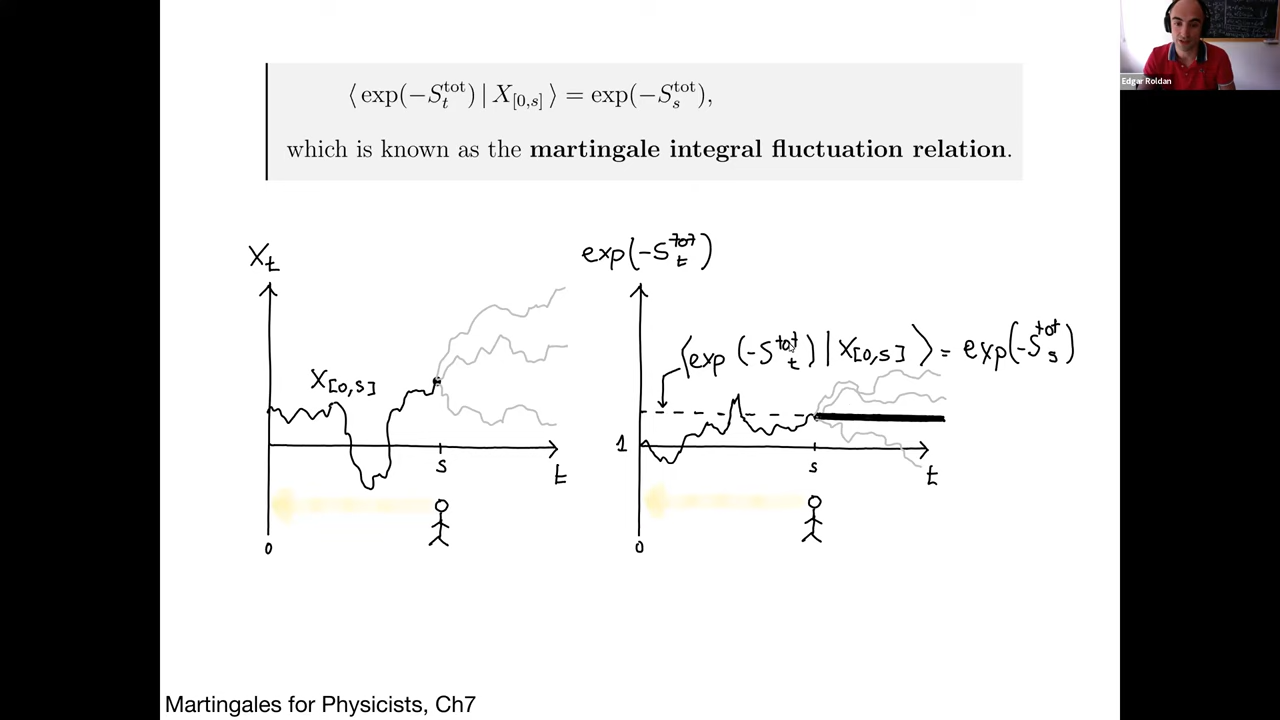 ⟨ exp(−S_t^tot) | X_[0,s] ⟩ = exp(−S_s^tot),
which is known as the martingale integral fluctuation relation.
Edgar Roldan
X_t
exp(-S_t^tot)
⟨exp(-S_t^tot) | X_[0,s]⟩ = exp(-S_s^tot)
X_[0,s]
1
s
t
s
t
0
0
Martingales for Physicists, Ch7